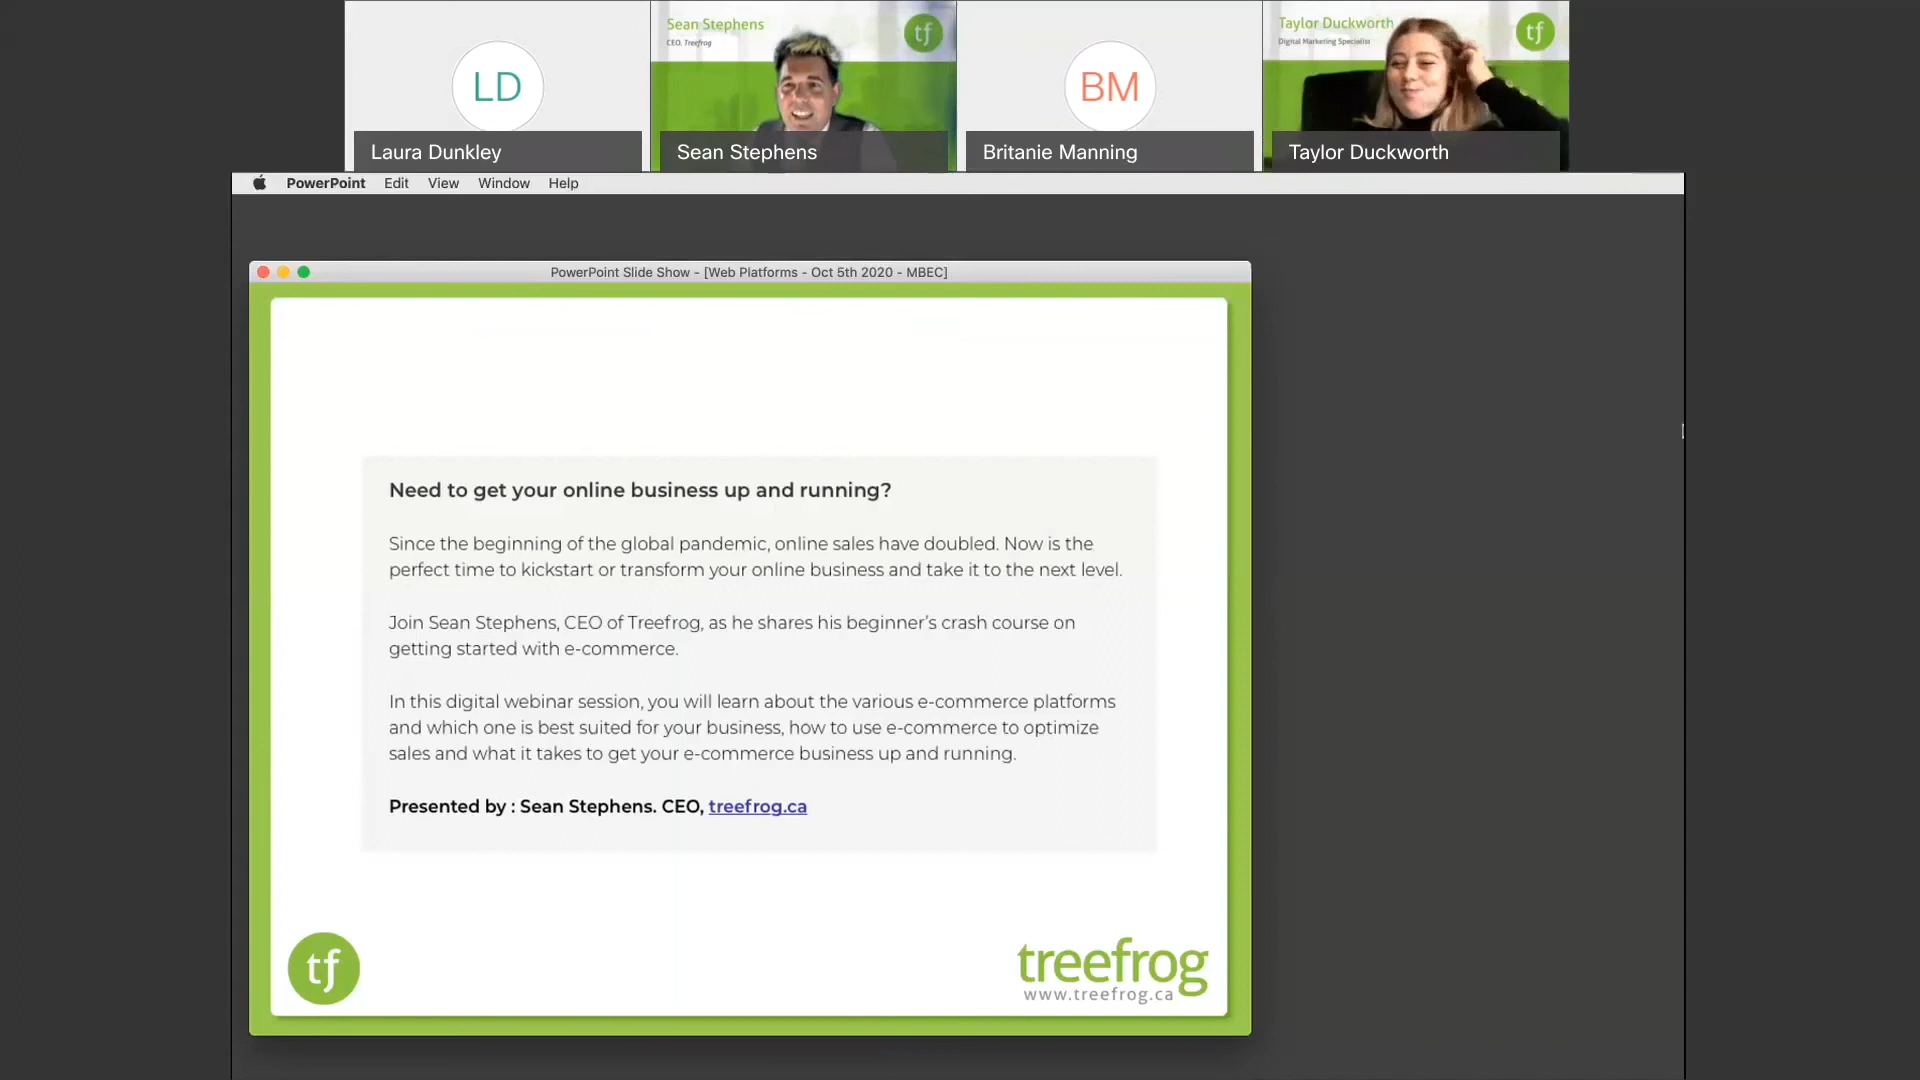 LD
Laura Dunkley
Sean Stephens
CEO, Treefrog
tf
Sean Stephens
BM
Britanie Manning
Taylor Duckworth
Digital Marketing Specialist
tf
Taylor Duckworth
PowerPoint Edit View Window Help
PowerPoint Slide Show - [Web Platforms - Oct 5th 2020 - MBEC]
Need to get your online business up and running?
Since the beginning of the global pandemic, online sales have doubled. Now is the
perfect time to kickstart or transform your online business and take it to the next level.
Join Sean Stephens, CEO of Treefrog, as he shares his beginner’s crash course on
getting started with e-commerce.
In this digital webinar session, you will learn about the various e-commerce platforms
and which one is best suited for your business, how to use e-commerce to optimize
sales and what it takes to get your e-commerce business up and running.
Presented by : Sean Stephens. CEO, treefrog.ca
tf
treefrog
www.treefrog.ca